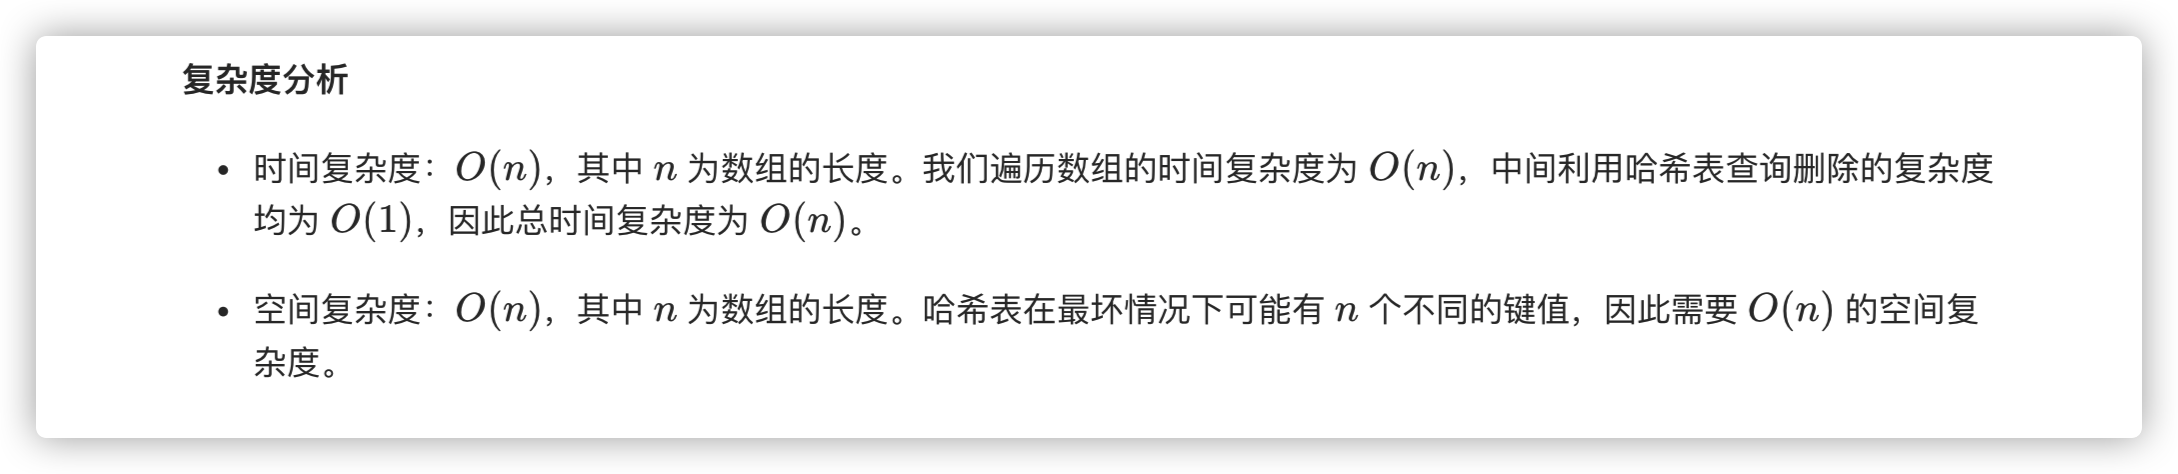 复杂度分析
• 时间复杂度：O(n)，其中 n 为数组的长度。我们遍历数组的时间复杂度为 O(n)，中间利用哈希表查询删除的复杂度
均为 O(1)，因此总时间复杂度为 O(n)。
• 空间复杂度：O(n)，其中 n 为数组的长度。哈希表在最坏情况下可能有 n 个不同的键值，因此需要 O(n) 的空间复
杂度。